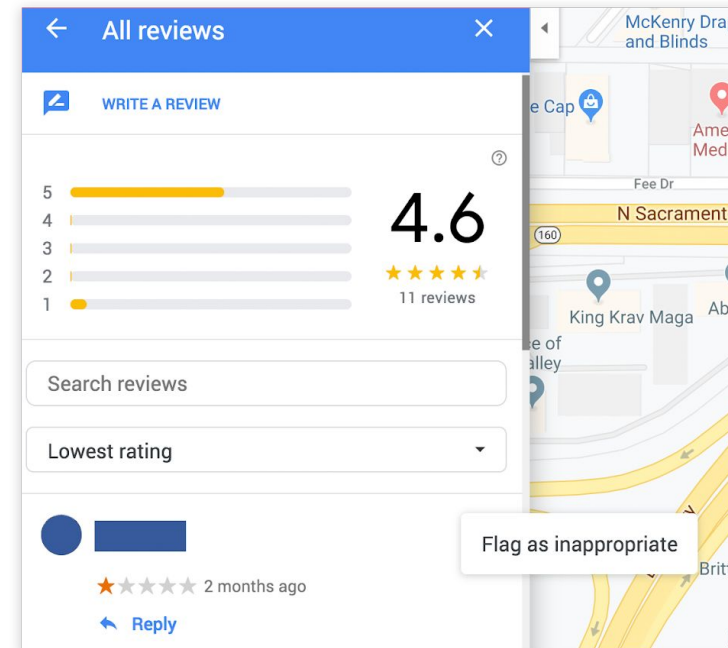 All reviews
WRITE A REVIEW
5
4
3
2
1
4.6
11 reviews
Search reviews
Lowest rating
2 months ago
Reply
Flag as inappropriate
McKenry Dra
and Blinds
e Cap
Ame
Med
Fee Dr
N Sacrament
160
King Krav Maga
Ab
e of
alley
Brit